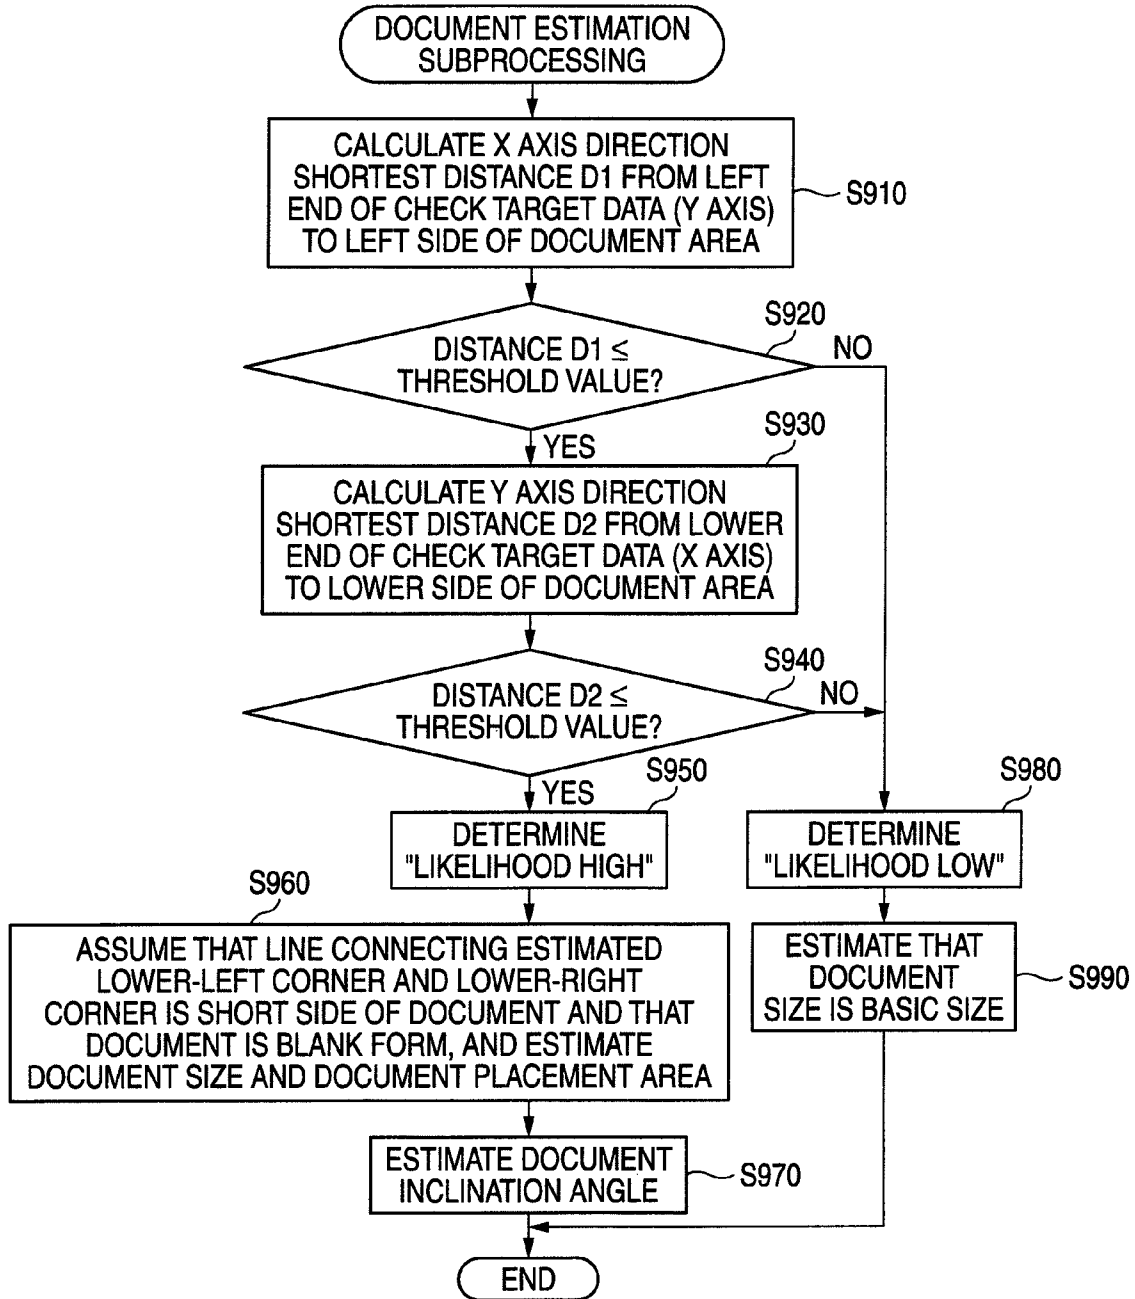 DOCUMENT ESTIMATION
SUBPROCESSING
CALCULATE X AXIS DIRECTION
SHORTEST DISTANCE D1 FROM LEFT
END OF CHECK TARGET DATA (Y AXIS)
TO LEFT SIDE OF DOCUMENT AREA
S910
S920
DISTANCE D1 ≤
THRESHOLD VALUE?
NO
YES
S930
CALCULATE Y AXIS DIRECTION
SHORTEST DISTANCE D2 FROM LOWER
END OF CHECK TARGET DATA (X AXIS)
TO LOWER SIDE OF DOCUMENT AREA
S940
DISTANCE D2 ≤
THRESHOLD VALUE?
NO
YES
S950
DETERMINE
"LIKELIHOOD HIGH"
S980
DETERMINE
"LIKELIHOOD LOW"
S960
ASSUME THAT LINE CONNECTING ESTIMATED
LOWER-LEFT CORNER AND LOWER-RIGHT
CORNER IS SHORT SIDE OF DOCUMENT AND THAT
DOCUMENT IS BLANK FORM, AND ESTIMATE
DOCUMENT SIZE AND DOCUMENT PLACEMENT AREA
ESTIMATE THAT
DOCUMENT
SIZE IS BASIC SIZE
S990
ESTIMATE DOCUMENT
INCLINATION ANGLE
S970
END